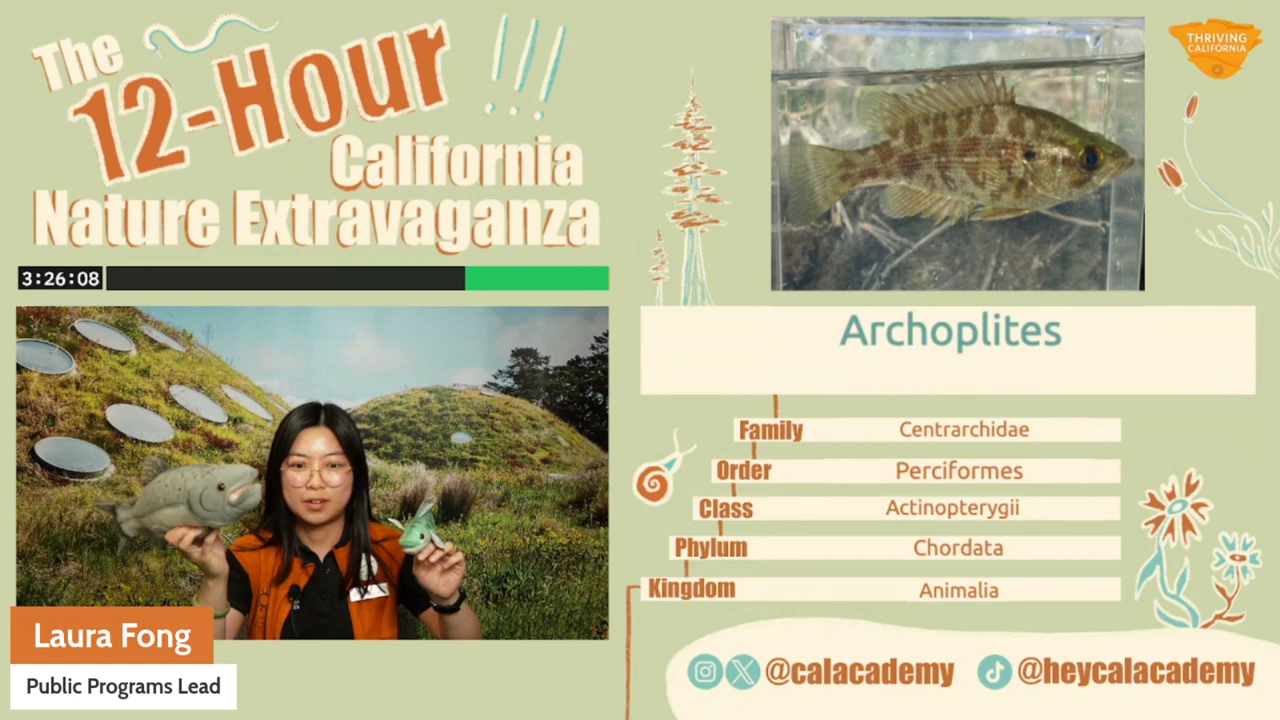 The
12-Hour
!!!
California
Nature Extravaganza
3:26:08
THRIVING
CALIFORNIA
Archoplites
Family Centrarchidae
Order Perciformes
Class Actinopterygii
Phylum Chordata
Kingdom Animalia
Laura Fong
Public Programs Lead
@calacademy @heycalacademy